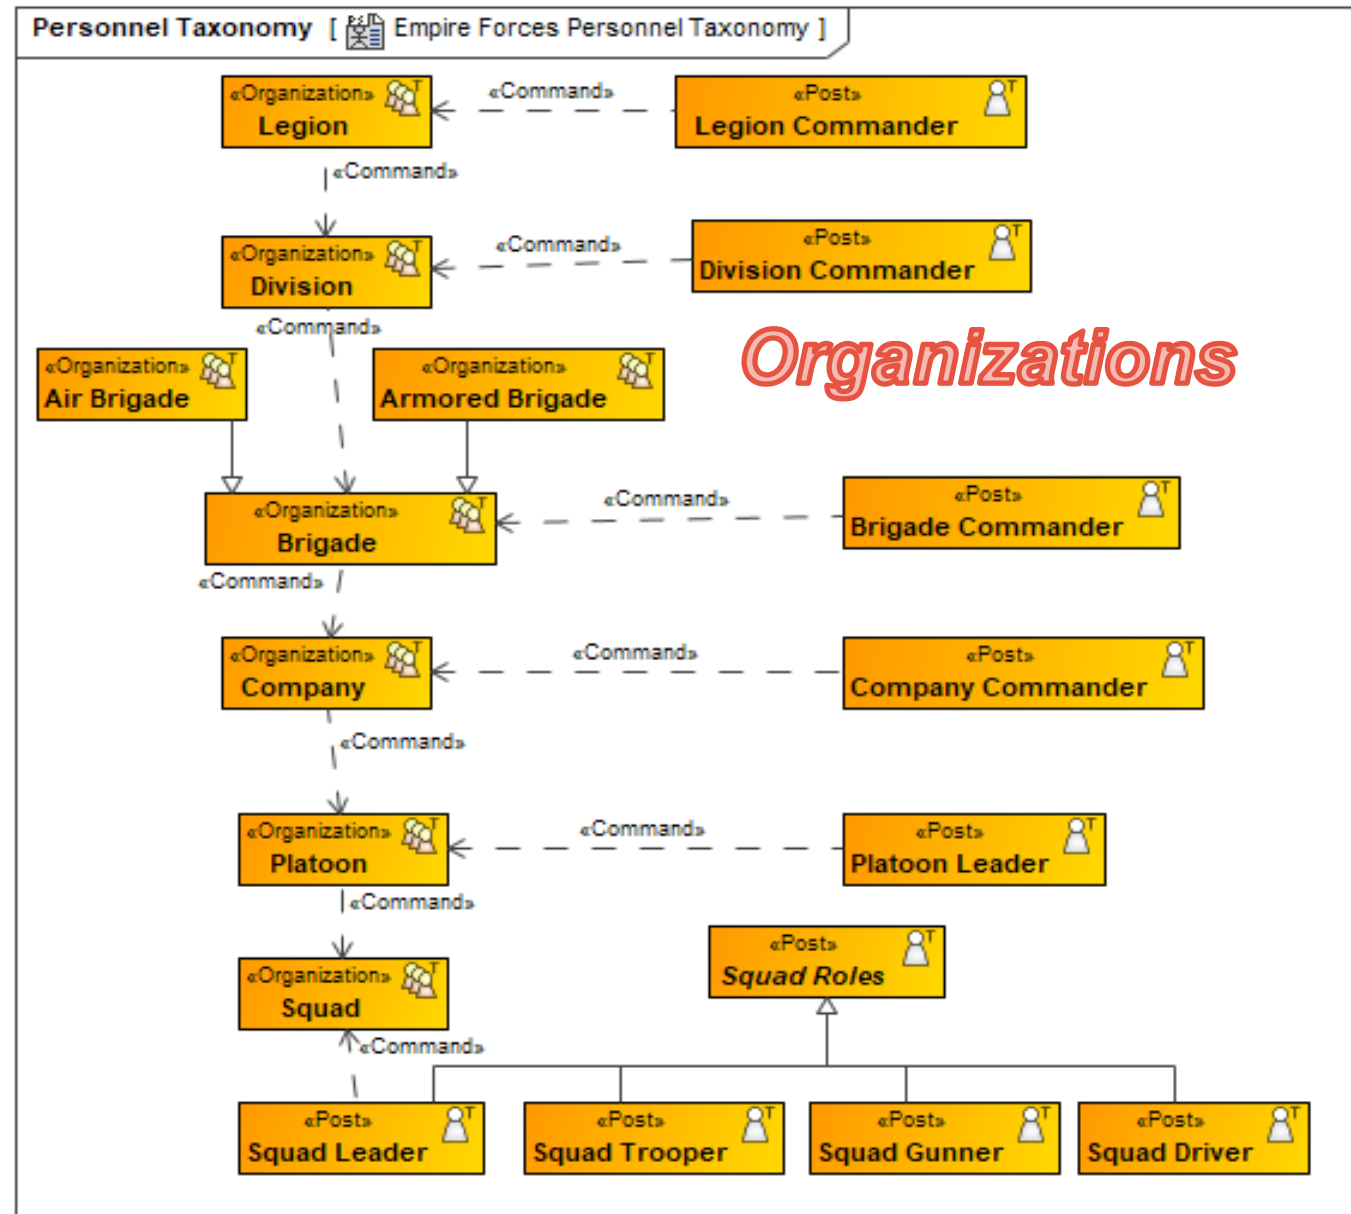 Personnel Taxonomy [ Empire Forces Personnel Taxonomy ]
«Organization»
Legion
«Command»
«Post»
Legion Commander
«Command»
«Organization»
Division
«Command»
«Post»
Division Commander
«Command»
Organizations
«Organization»
Air Brigade
«Organization»
Armored Brigade
«Organization»
Brigade
«Command»
«Post»
Brigade Commander
«Command»
«Organization»
Company
«Command»
«Post»
Company Commander
«Command»
«Organization»
Platoon
«Command»
«Post»
Platoon Leader
«Command»
«Post»
Squad Roles
«Organization»
Squad
«Command»
«Post»
Squad Leader
«Post»
Squad Trooper
«Post»
Squad Gunner
«Post»
Squad Driver